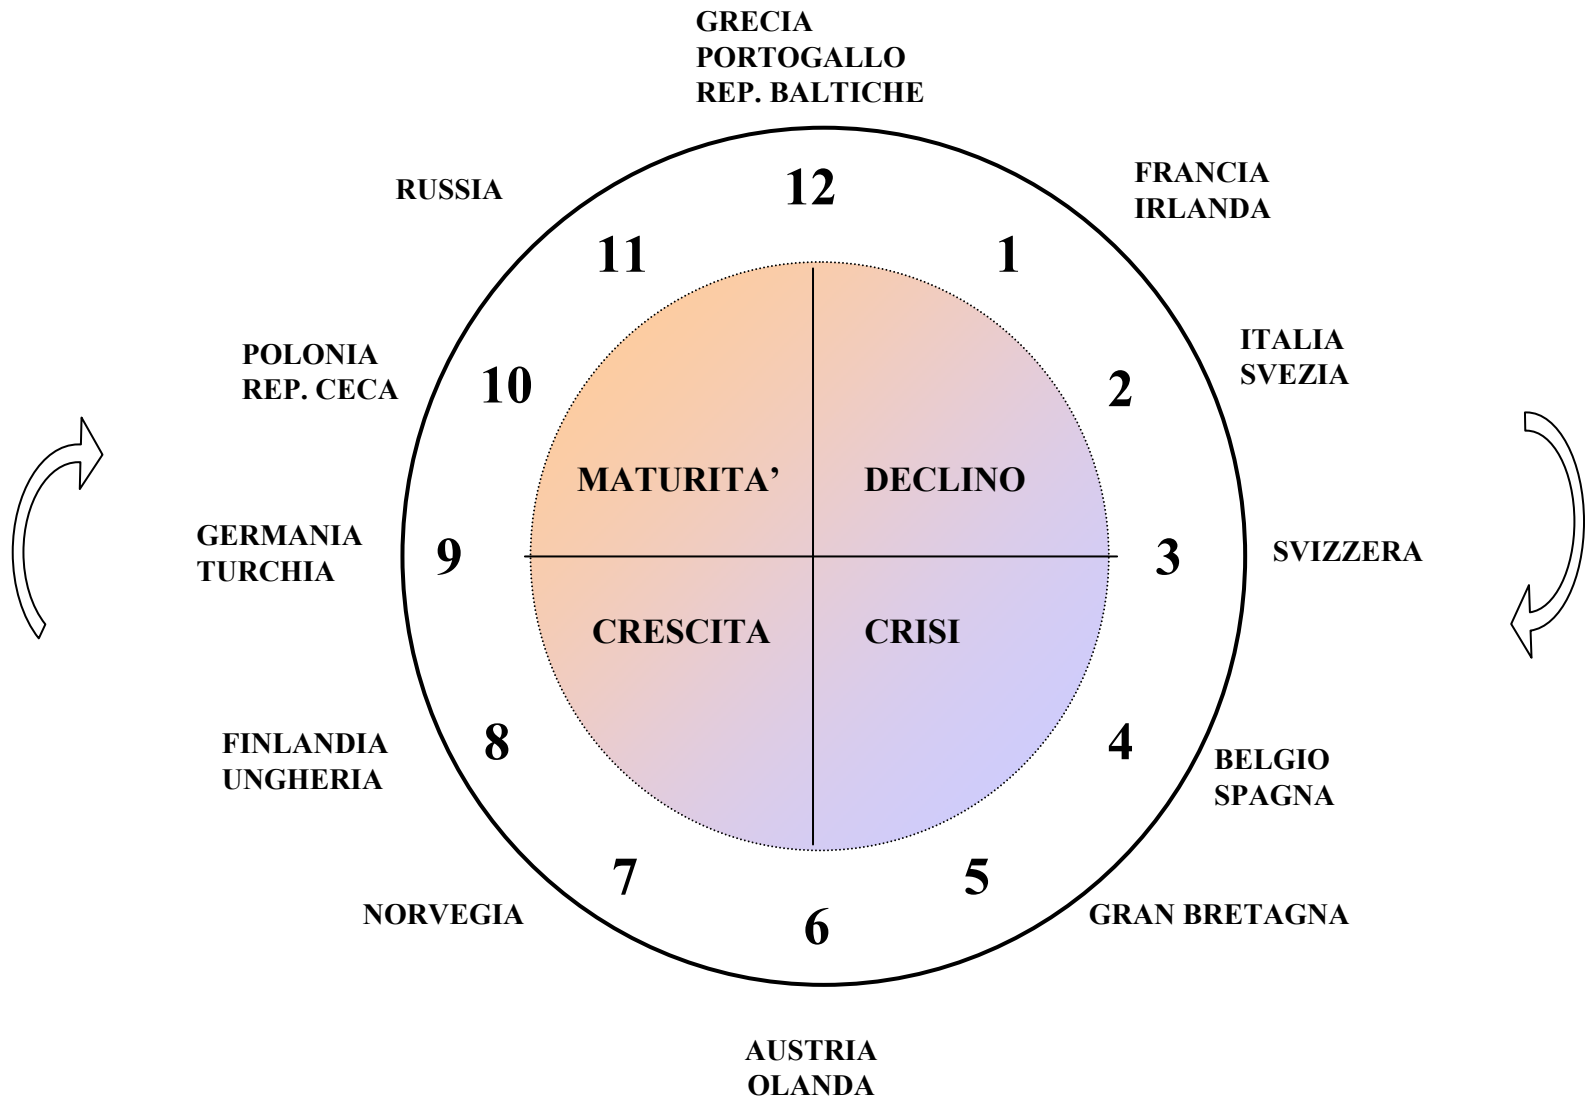 GRECIA
PORTOGALLO
REP. BALTICHE
12
FRANCIA
IRLANDA
1
ITALIA
SVEZIA
2
SVIZZERA
3
BELGIO
SPAGNA
4
GRAN BRETAGNA
5
AUSTRIA
OLANDA
6
NORVEGIA
7
FINLANDIA
UNGHERIA
8
GERMANIA
TURCHIA
9
POLONIA
REP. CECA
10
RUSSIA
11
MATURITA’
DECLINO
CRESCITA
CRISI